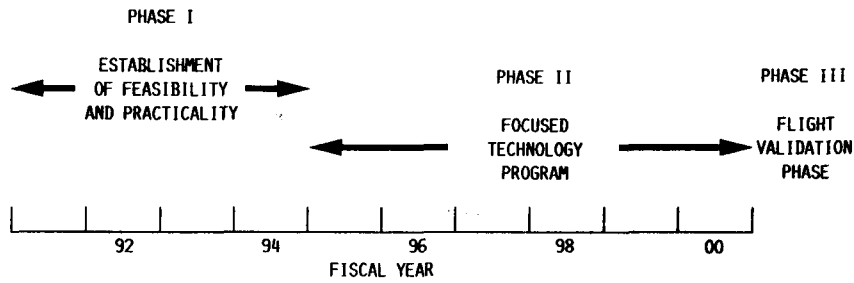 PHASE I
ESTABLISHMENT
OF FEASIBILITY
AND PRACTICALITY
PHASE II
FOCUSED
TECHNOLOGY
PROGRAM
PHASE III
FLIGHT
VALIDATION
PHASE
92 94 96 98 00
FISCAL YEAR